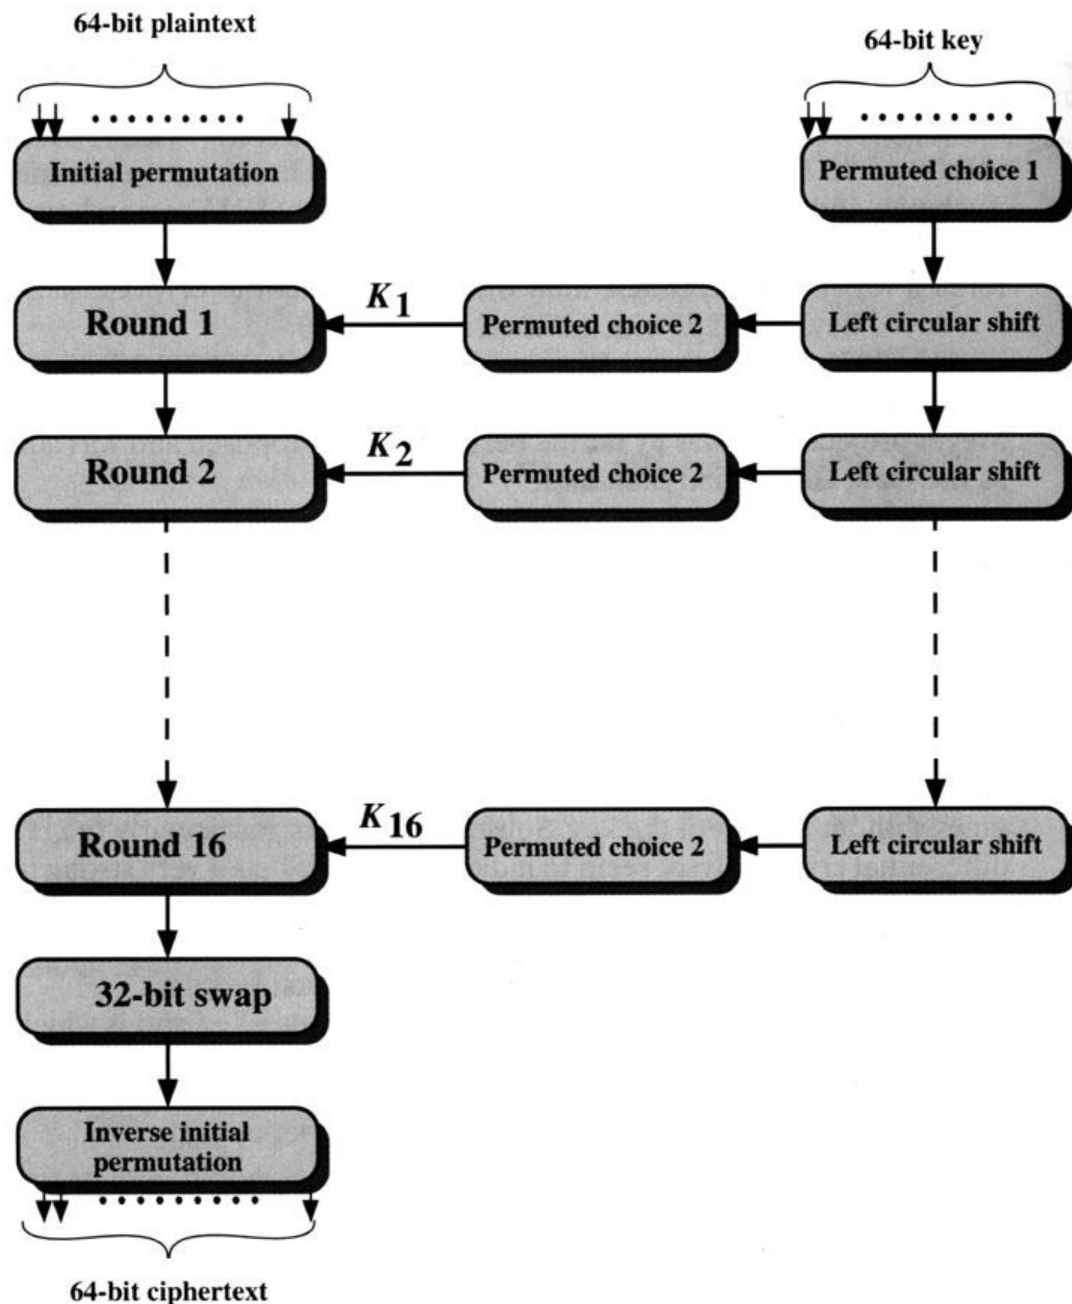 64-bit plaintext
64-bit key
Initial permutation
Permuted choice 1
Round 1
K1
Permuted choice 2
Left circular shift
Round 2
K2
Permuted choice 2
Left circular shift
Round 16
K16
Permuted choice 2
Left circular shift
32-bit swap
Inverse initial
permutation
64-bit ciphertext